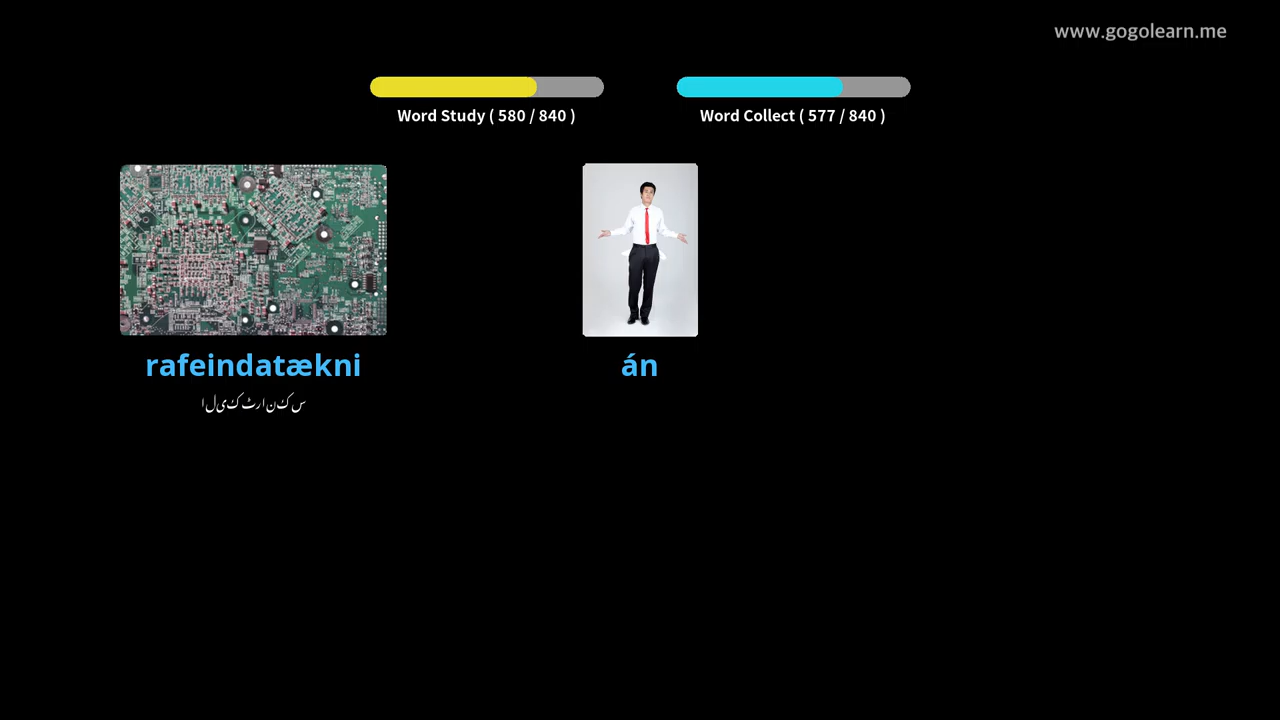 www.gogolearn.me
Word Study ( 580 / 840 )
Word Collect ( 577 / 840 )
rafeindatækni
الیکٹرانکس
án